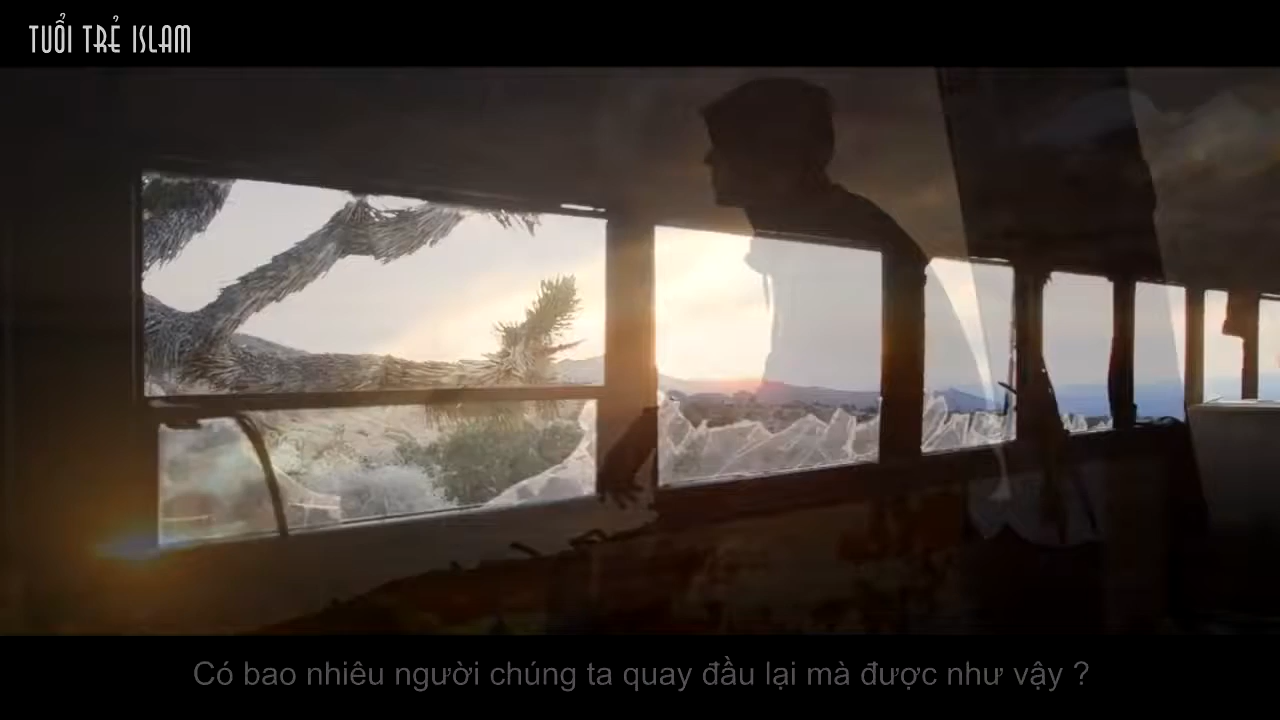 TUỔI TRẺ ISLAM
Có bao nhiêu người chúng ta quay đầu lại mà được như vậy ?